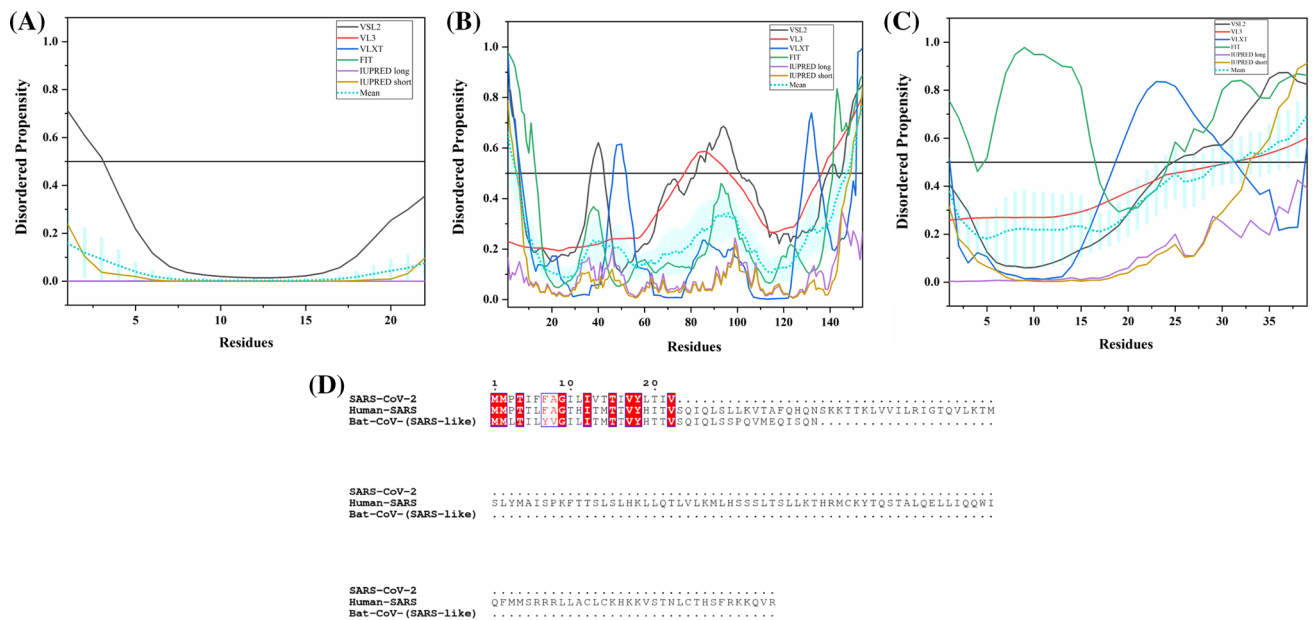 (A)
VSL2
VL3
VLXT
FIT
IUPRED long
IUPRED short
Mean
Disordered Propensity
1.0
0.8
0.6
0.4
0.2
0.0
5 10 15 20
Residues
(B)
VSL2
VL3
VLXT
FIT
IUPRED long
IUPRED short
Mean
Disordered Propensity
1.0
0.8
0.6
0.4
0.2
0.0
20 40 60 80 100 120 140
Residues
(C)
VSL2
VL3
VLXT
FIT
IUPRED long
IUPRED short
Mean
Disordered Propensity
1.0
0.8
0.6
0.4
0.2
0.0
5 10 15 20 25 30 35
Residues
(D)
1 10 20
SARS-CoV-2 MMPTIFFAGILIVTTIVYLTIV......................................
Human-SARS MMPTTLFAGTHITMTTVYHITVSQIQLSLLKVTAFQHQNSKKTTKLVVILRIGTQVLKTM
Bat-CoV-(SARS-like) MMLTILYVGILITMTTVYHITVSQIQLSSPQVMEQISQN.....................
SARS-CoV-2 ............................................................
Human-SARS SLYMAISPKFTTSLSLHKLLQTLVLKMLHSSSLTSLLKTHRMCKYTQSTALQELLIQQWI
Bat-CoV-(SARS-like) ............................................................
SARS-CoV-2 ..................................
Human-SARS QFMMSRRRLLACLCKHKKVSTNLCTHSFRKKQVR
Bat-CoV-(SARS-like) ..................................